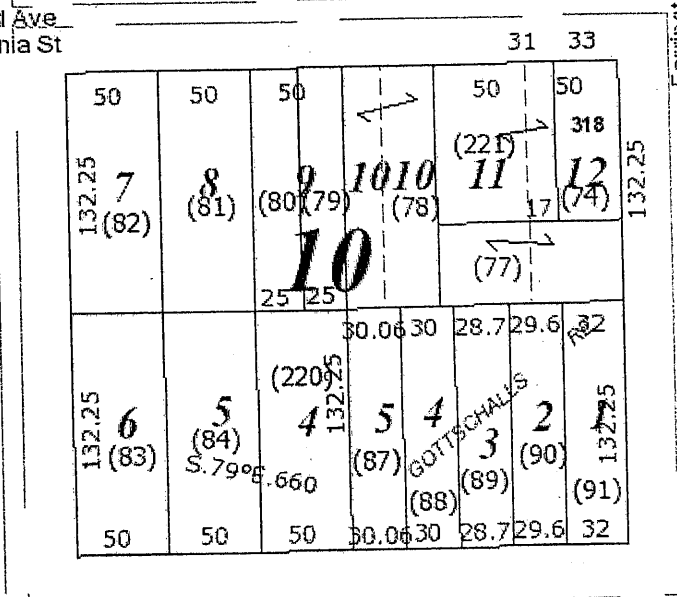 d Ave
nia St
31 33
50 50 50 50 50
318
132.25 7 8 9 10 10 11 12 132.25
(82) (81) (80) (79) (78) (221) (74)
17
10
(77)
25 25
30.06 30 28.7 29.6 32
(220) 132.25
132.25 6 5 4 5 4 3 2 132.25
(83) (84) (87) (88) (89) (90) (91)
GOTTSCHALLS
S.79°E.660
50 50 50 30.06 30 28.7 29.6 32